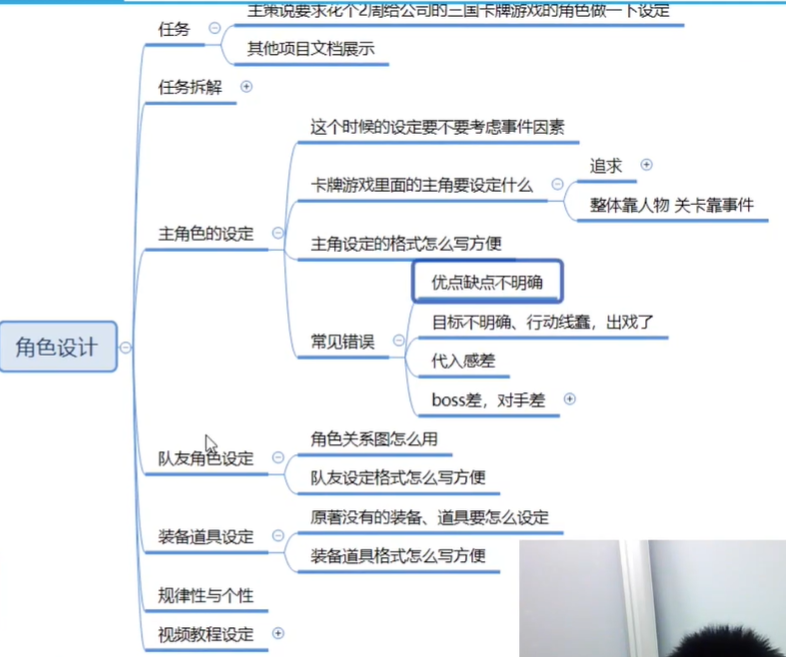 主策说要求花个2周给公司的三国卡牌游戏的角色做一下设定
任务
其他项目文档展示
任务拆解
这个时候的设定要不要考虑事件因素
追求
卡牌游戏里面的主角要设定什么
整体靠人物 关卡靠事件
主角色的设定
主角设定的格式怎么写方便
优点缺点不明确
目标不明确、行动线蠢，出戏了
常见错误
角色设计
代入感差
boss差，对手差
角色关系图怎么用
队友角色设定
队友设定格式怎么写方便
原著没有的装备、道具要怎么设定
装备道具设定
装备道具格式怎么写方便
规律性与个性
视频教程设定